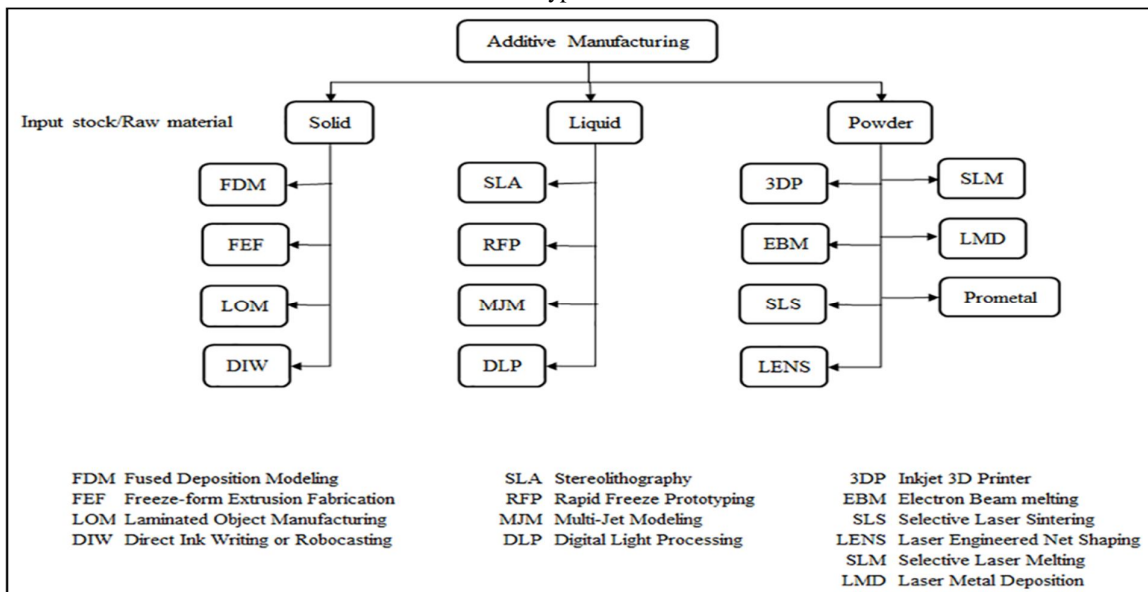 Additive Manufacturing
Input stock/Raw material
Solid
Liquid
Powder
FDM
SLA
3DP
SLM
FEF
RFP
EBM
LMD
LOM
MJM
SLS
Prometal
DIW
DLP
LENS
FDM Fused Deposition Modeling
FEF Freeze-form Extrusion Fabrication
LOM Laminated Object Manufacturing
DIW Direct Ink Writing or Robocasting
SLA Stereolithography
RFP Rapid Freeze Prototyping
MJM Multi-Jet Modeling
DLP Digital Light Processing
3DP Inkjet 3D Printer
EBM Electron Beam melting
SLS Selective Laser Sintering
LENS Laser Engineered Net Shaping
SLM Selective Laser Melting
LMD Laser Metal Deposition